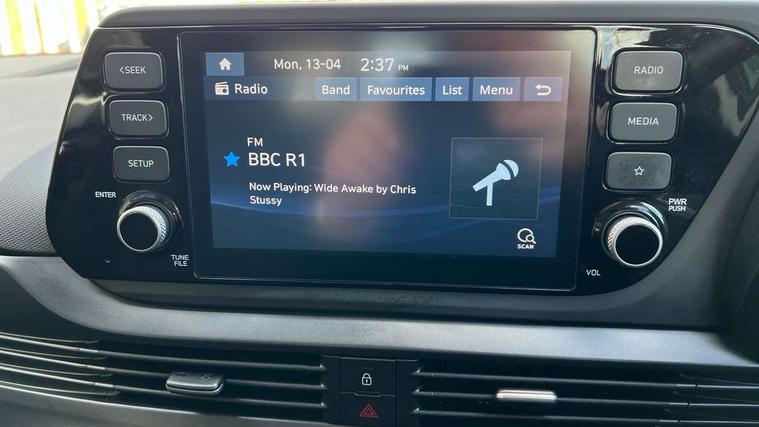 <SEEK
TRACK>
SETUP
ENTER
TUNE
FILE
Mon, 13-04 2:37 PM
Radio Band Favourites List Menu
FM
BBC R1
Now Playing: Wide Awake by Chris
Stussy
SCAN
RADIO
MEDIA
PWR
PUSH
VOL